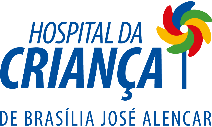 HOSPITAL DA
CRIANÇA
DE BRASÍLIA JOSÉ ALENCAR